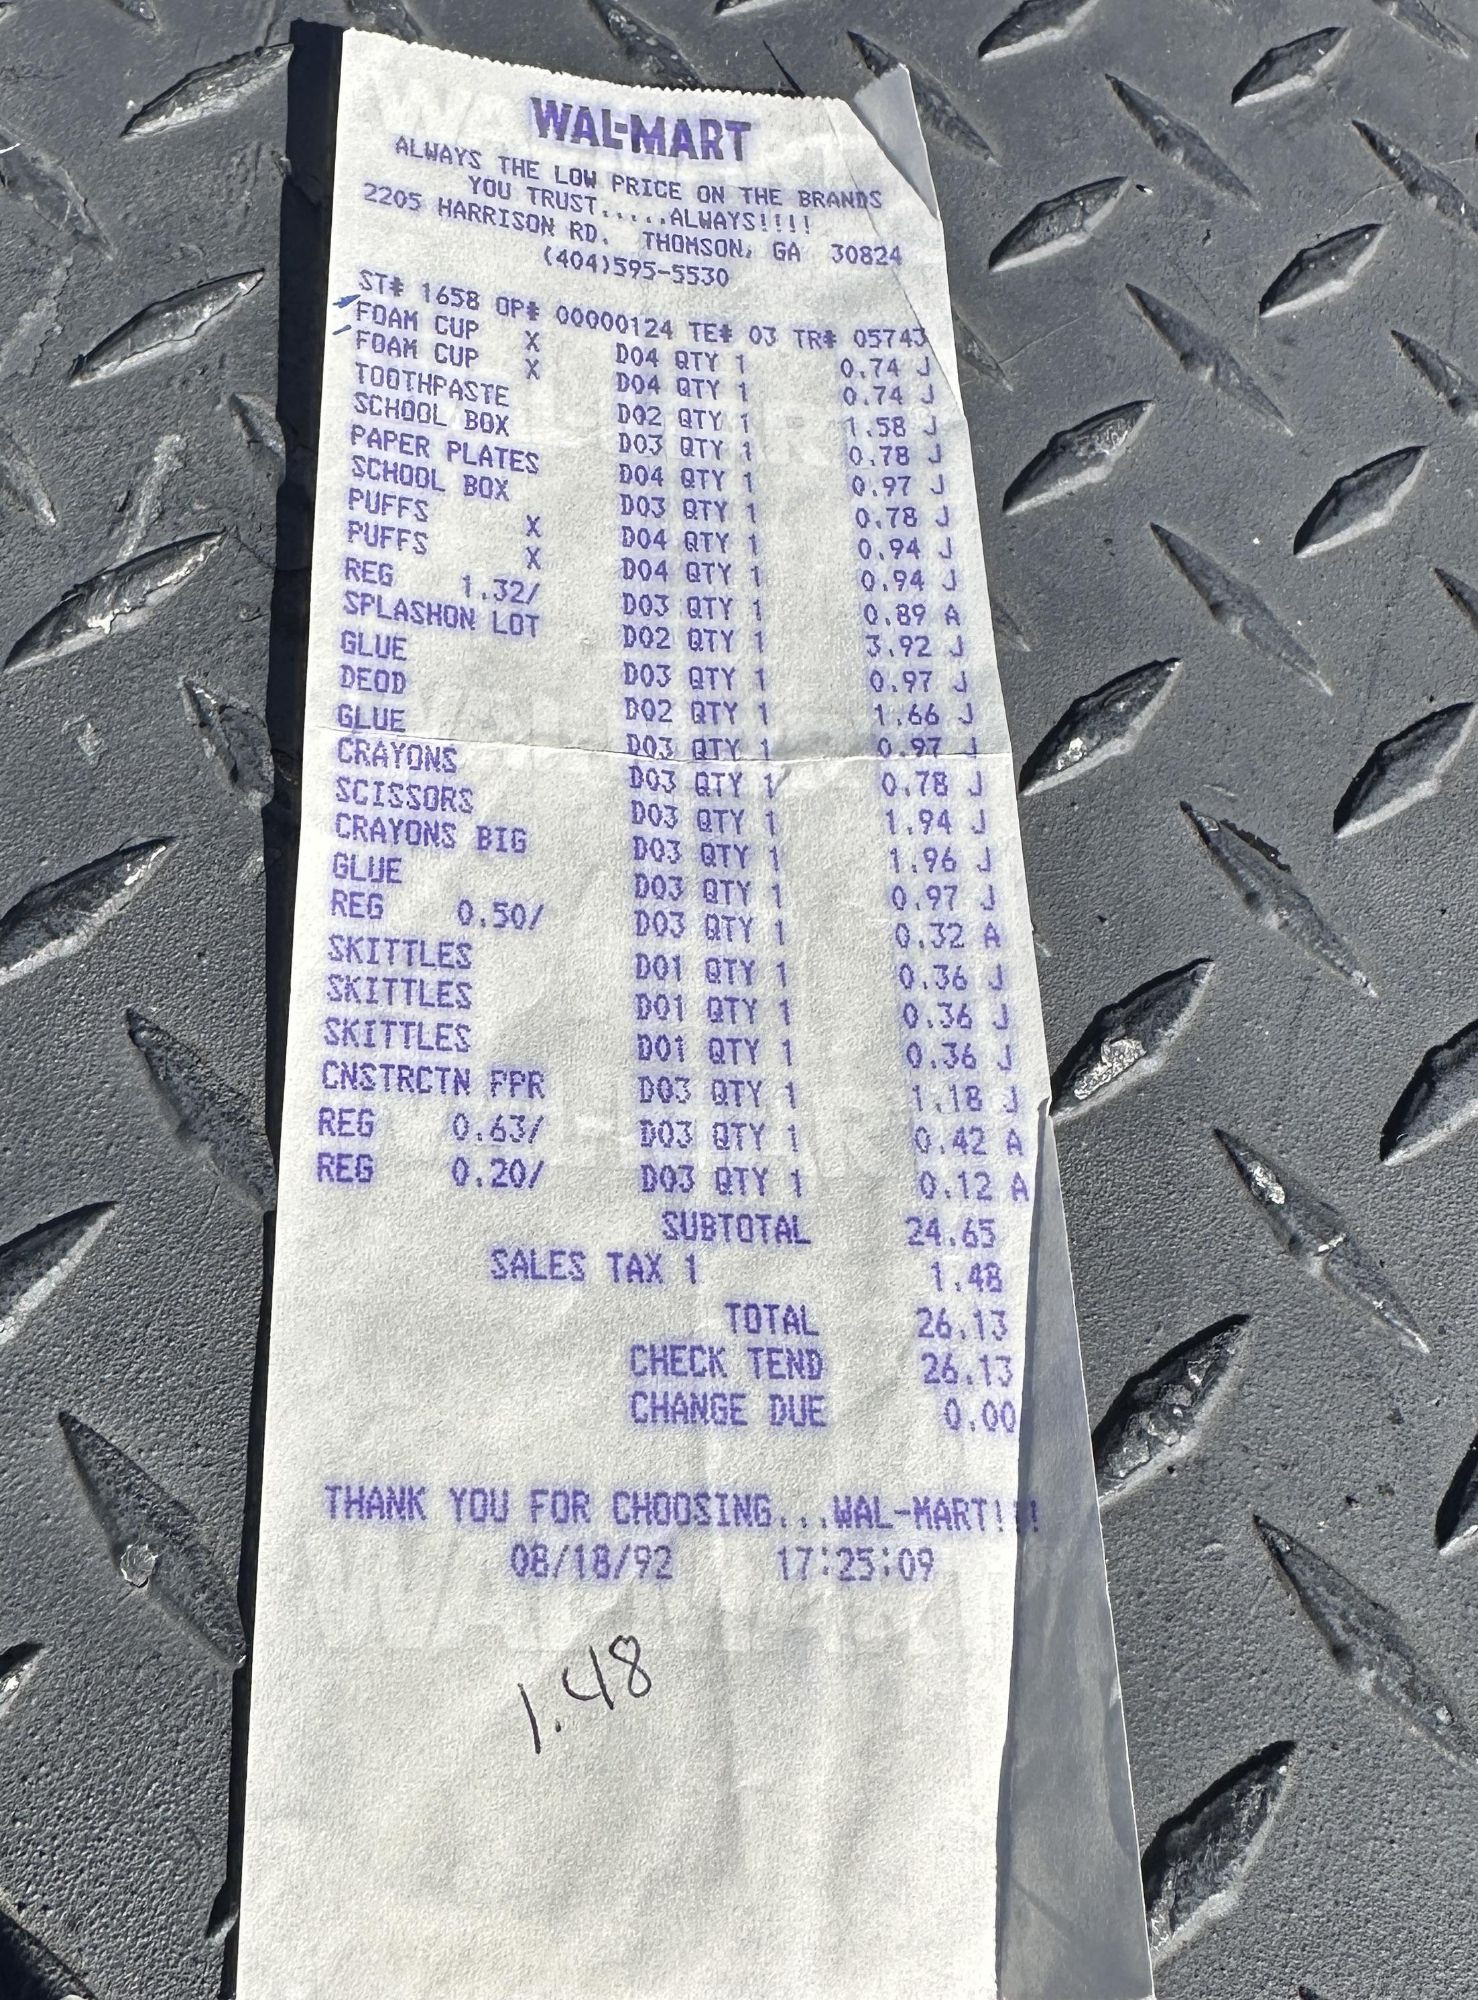 WAL-MART
ALWAYS THE LOW PRICE ON THE BRANDS
YOU TRUST.....ALWAYS!!!!
2205 HARRISON RD. THOMSON, GA 30824
(404)595-5530
ST# 1658 OP# 00000124 TE# 03 TR# 05743
FOAM CUP X D04 QTY 1 0.74 J
FOAM CUP X D04 QTY 1 0.74 J
TOOTHPASTE D02 QTY 1 1.58 J
SCHOOL BOX D03 QTY 1 0.78 J
PAPER PLATES D04 QTY 1 0.97 J
SCHOOL BOX D03 QTY 1 0.78 J
PUFFS X D04 QTY 1 0.94 J
PUFFS X D04 QTY 1 0.94 J
REG 1.32/ D03 QTY 1 0.89 A
SPLASHON LOT D02 QTY 1 3.92 J
GLUE D03 QTY 1 0.97 J
DEOD D02 QTY 1 1.66 J
GLUE D03 QTY 1 0.97 J
CRAYONS D03 QTY 1 0.78 J
SCISSORS D03 QTY 1 1.94 J
CRAYONS BIG D03 QTY 1 1.96 J
GLUE D03 QTY 1 0.97 J
REG 0.50/ D03 QTY 1 0.32 A
SKITTLES D01 QTY 1 0.36 J
SKITTLES D01 QTY 1 0.36 J
SKITTLES D01 QTY 1 0.36 J
CNSTRCTN PPR D03 QTY 1 1.18 J
REG 0.63/ D03 QTY 1 0.42 A
REG 0.20/ D03 QTY 1 0.12 A
SUBTOTAL 24.65
SALES TAX 1 1.48
TOTAL 26.13
CHECK TEND 26.13
CHANGE DUE 0.00
THANK YOU FOR CHOOSING...WAL-MART!!!
08/18/92 17:25:09
1.48